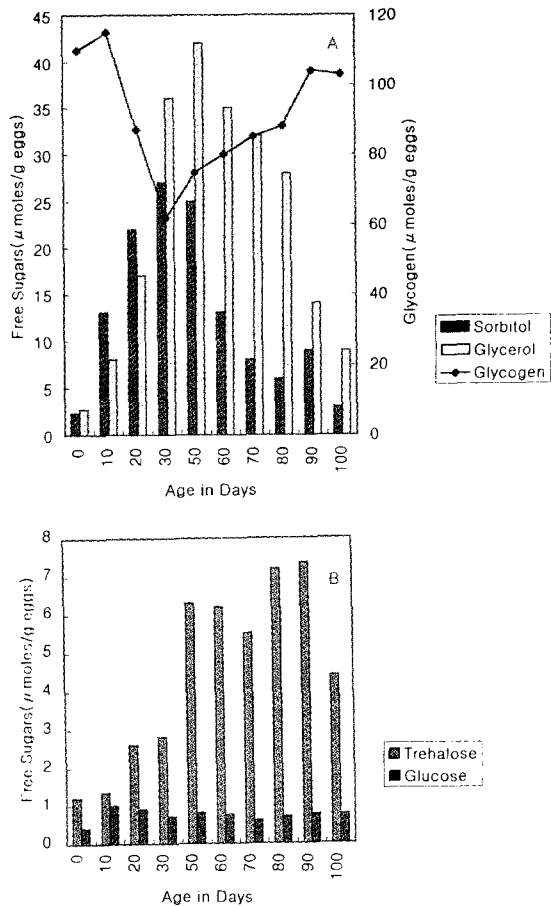 A
Free Sugars(μmoles/g eggs)
45
40
35
30
25
20
15
10
5
0
Glycogen(μmoles/g eggs)
120
100
80
60
40
20
0
0 10 20 30 50 60 70 80 90 100
Age in Days
Sorbitol
Glycerol
Glycogen
B
Free Sugars(μmoles/g eggs)
8
7
6
5
4
3
2
1
0
0 10 20 30 50 60 70 80 90 100
Age in Days
Trehalose
Glucose